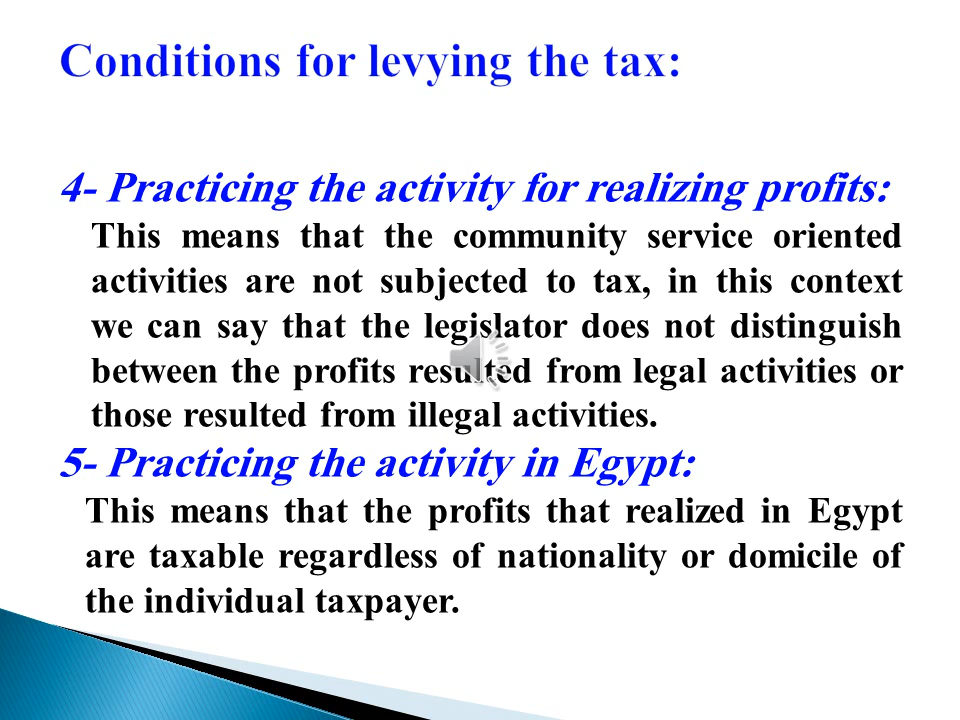 Conditions for levying the tax:
4- Practicing the activity for realizing profits:
This means that the community service oriented
activities are not subjected to tax, in this context
we can say that the legislator does not distinguish
between the profits resulted from legal activities or
those resulted from illegal activities.
5- Practicing the activity in Egypt:
This means that the profits that realized in Egypt
are taxable regardless of nationality or domicile of
the individual taxpayer.